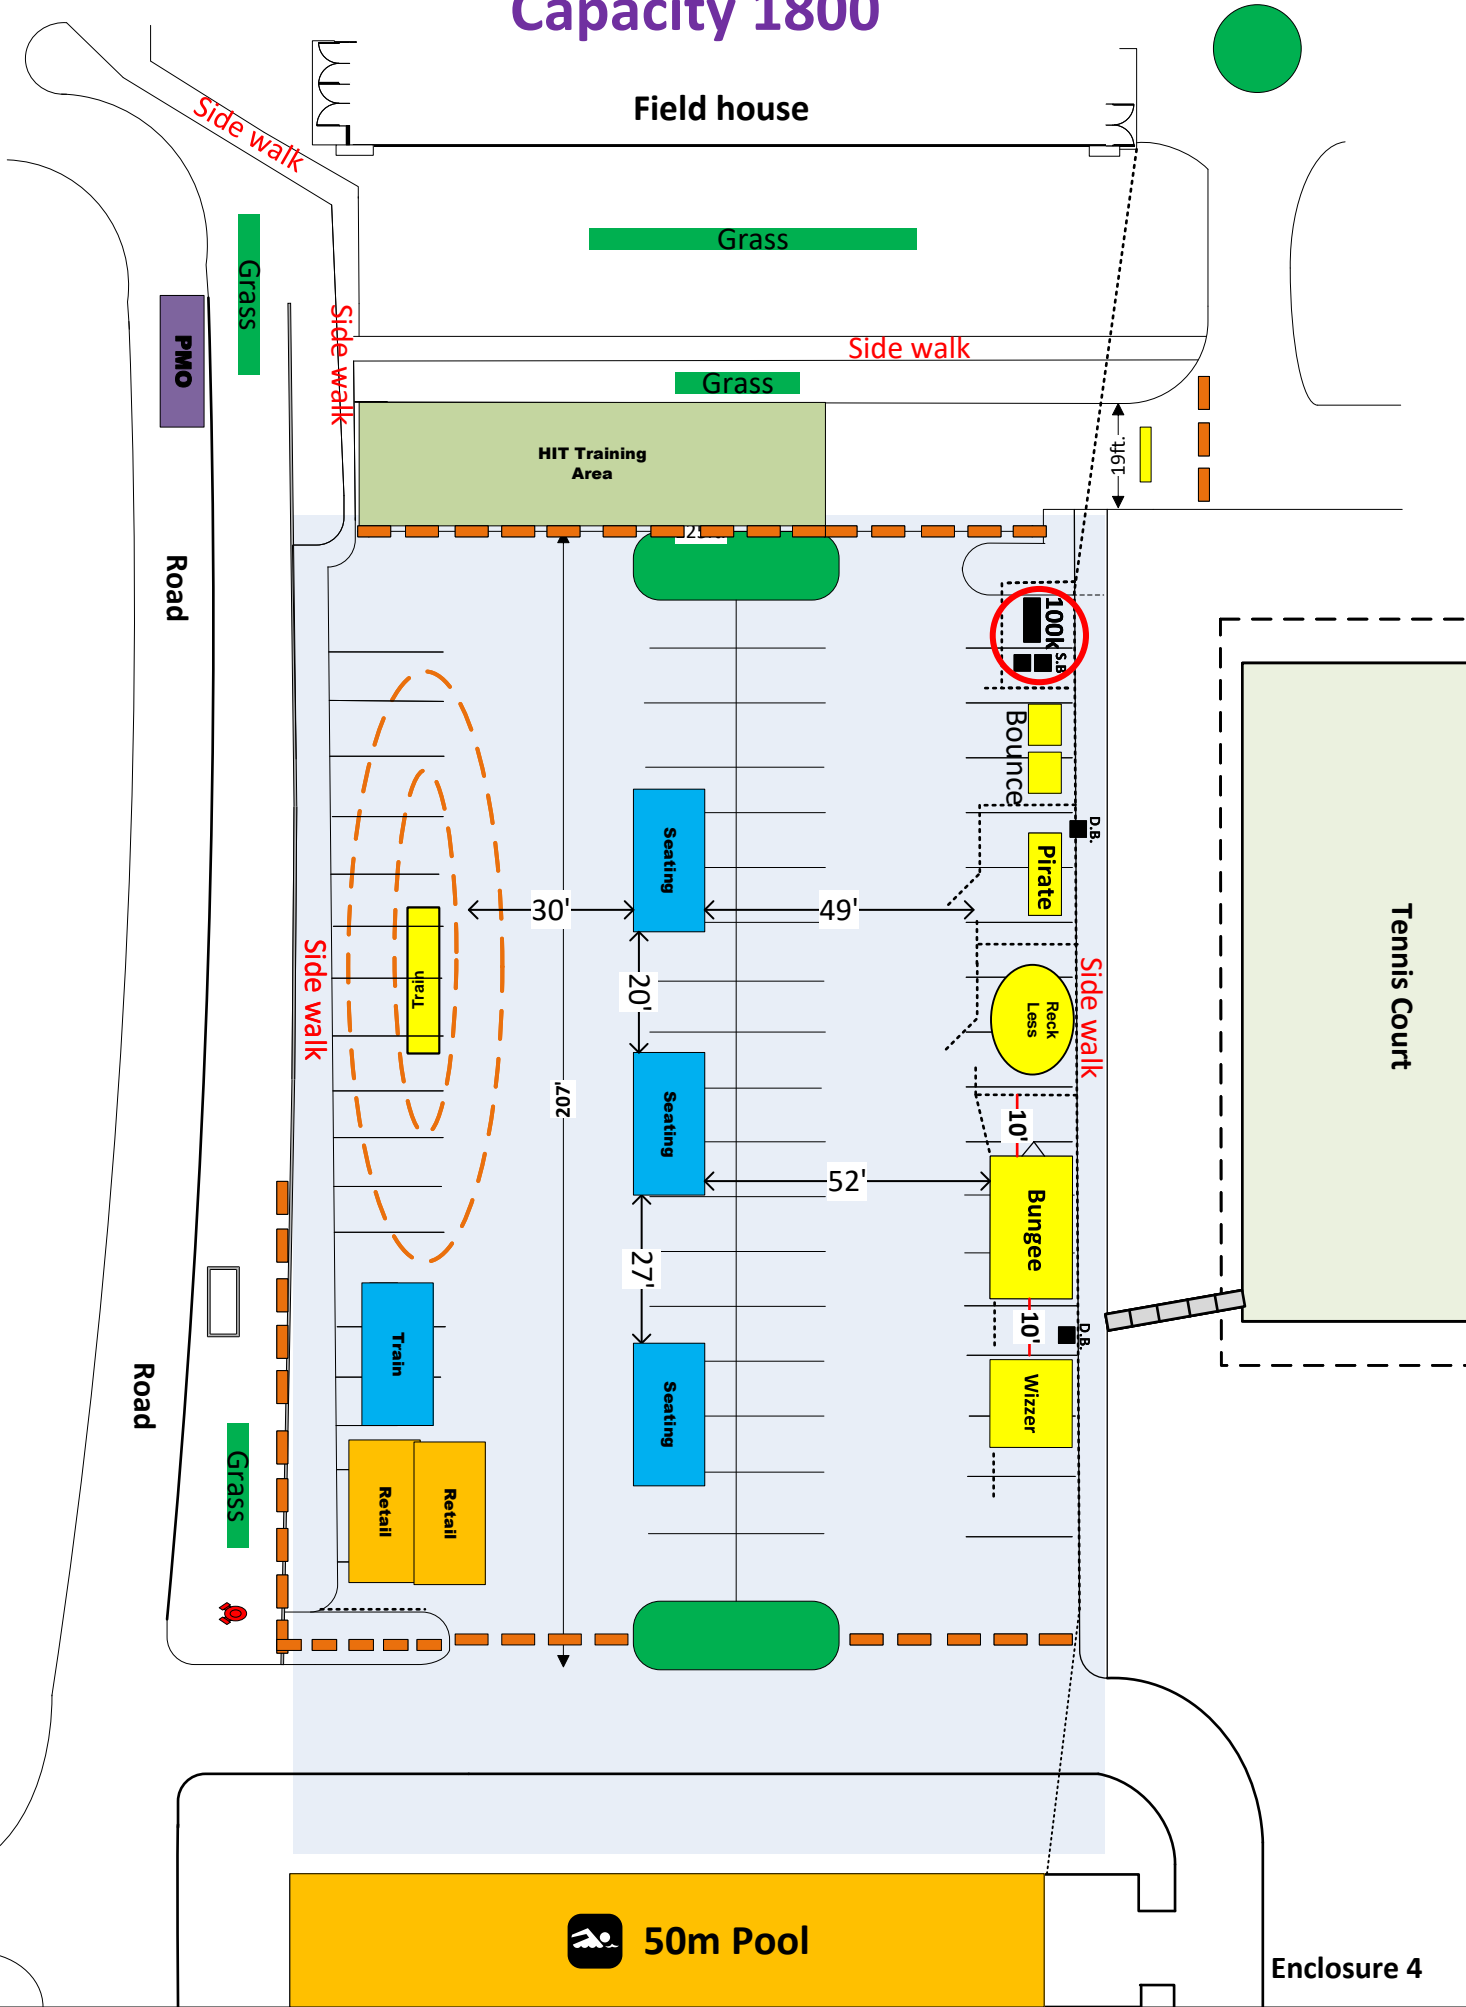 Capacity 1800
Field house
Side walk
Grass
Grass
PMO
Side walk
Side walk
Grass
19ft.
HIT Training
Area
Road
100k
S.B
Bounce
D.B.
Pirate
Seating
30'
49'
Tennis Court
Side walk
Train
20'
Reck
Less
Side walk
207'
Seating
10'
52'
Bungee
27'
10'
D.B.
Train
Road
Seating
Wizzer
Grass
Retail
Retail
50m Pool
Enclosure 4